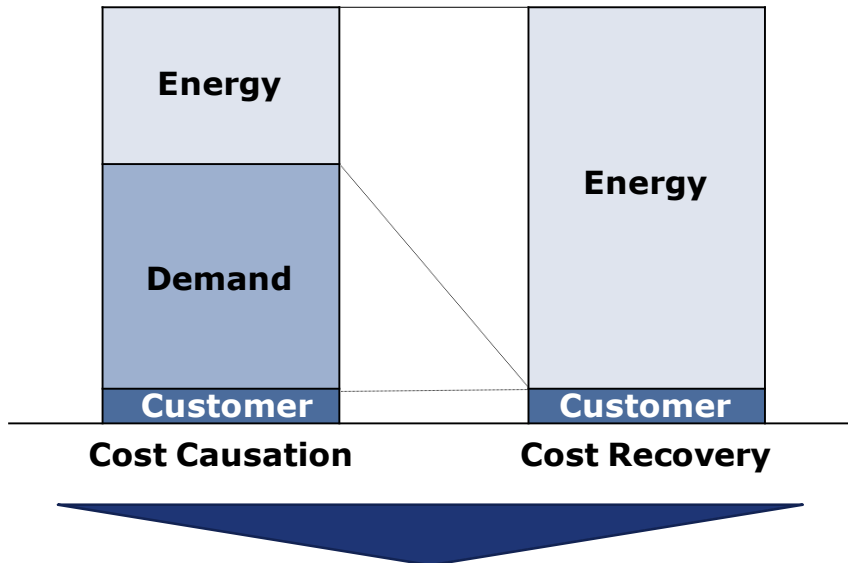 Energy
Energy
Demand
Customer
Customer
Cost Causation
Cost Recovery